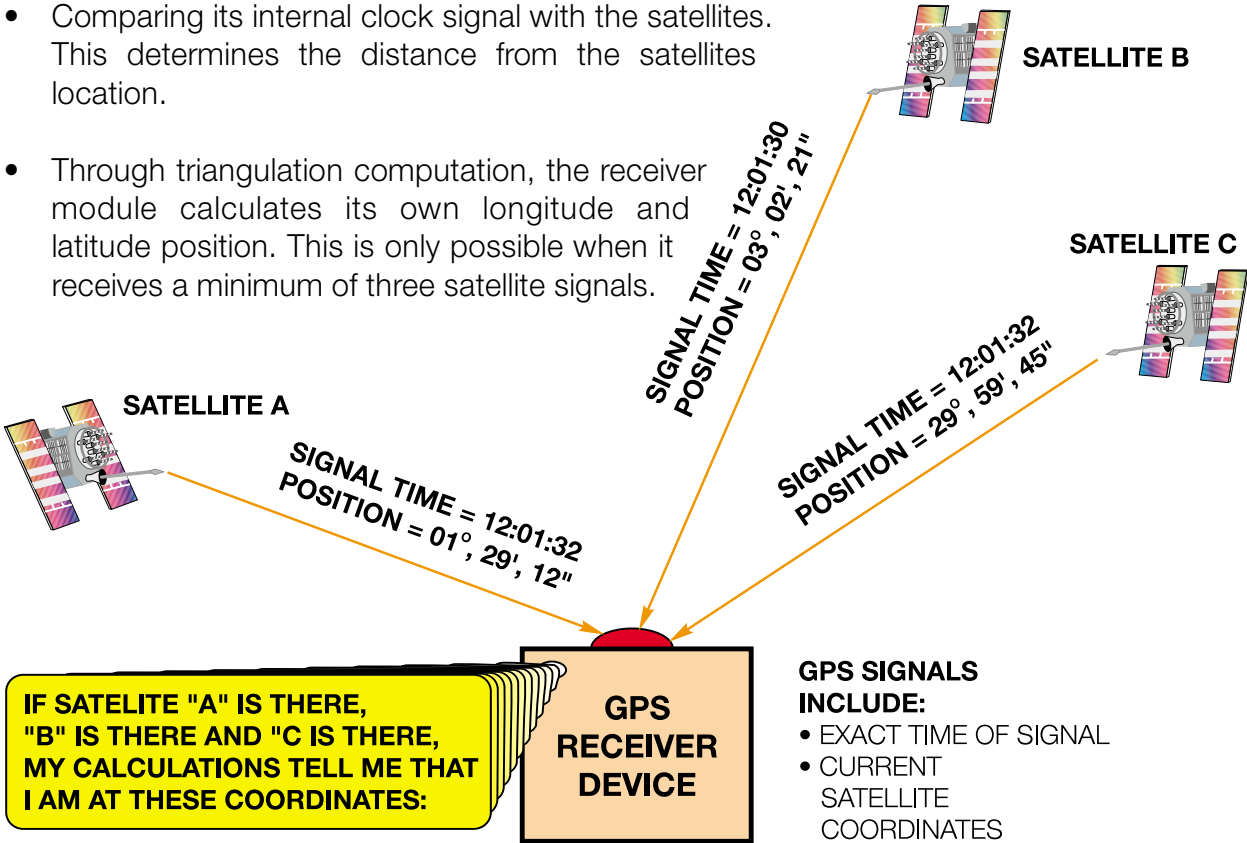 • Comparing its internal clock signal with the satellites.
This determines the distance from the satellites
location.
• Through triangulation computation, the receiver
module calculates its own longitude and
latitude position. This is only possible when it
receives a minimum of three satellite signals.
SATELLITE B
SIGNAL TIME = 12:01:30
POSITION = 03°, 02', 21"
SATELLITE C
SIGNAL TIME = 12:01:32
POSITION = 29°, 59', 45"
SATELLITE A
SIGNAL TIME = 12:01:32
POSITION = 01°, 29', 12"
IF SATELITE "A" IS THERE,
"B" IS THERE AND "C IS THERE,
MY CALCULATIONS TELL ME THAT
I AM AT THESE COORDINATES:
GPS
RECEIVER
DEVICE
GPS SIGNALS
INCLUDE:
• EXACT TIME OF SIGNAL
• CURRENT
SATELLITE
COORDINATES